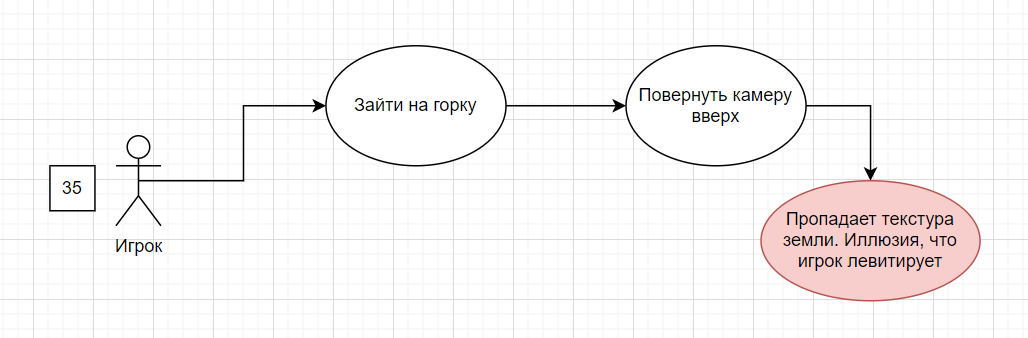 35
Игрок
Зайти на горку
Повернуть камеру
вверх
Пропадает текстура
земли. Иллюзия, что
игрок левитирует